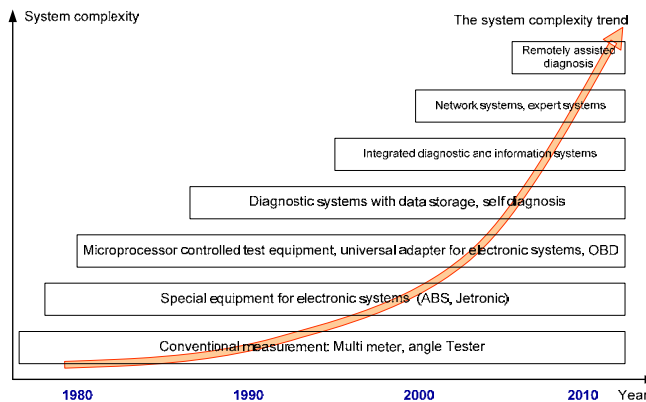 System complexity
The system complexity trend
Remotely assisted
diagnosis
Network systems, expert systems
Integrated diagnostic and information systems
Diagnostic systems with data storage, self diagnosis
Microprocessor controlled test equipment, universal adapter for electronic systems, OBD
Special equipment for electronic systems (ABS, Jetronic)
Conventional measurement: Multi meter, angle Tester
1980 1990 2000 2010 Year